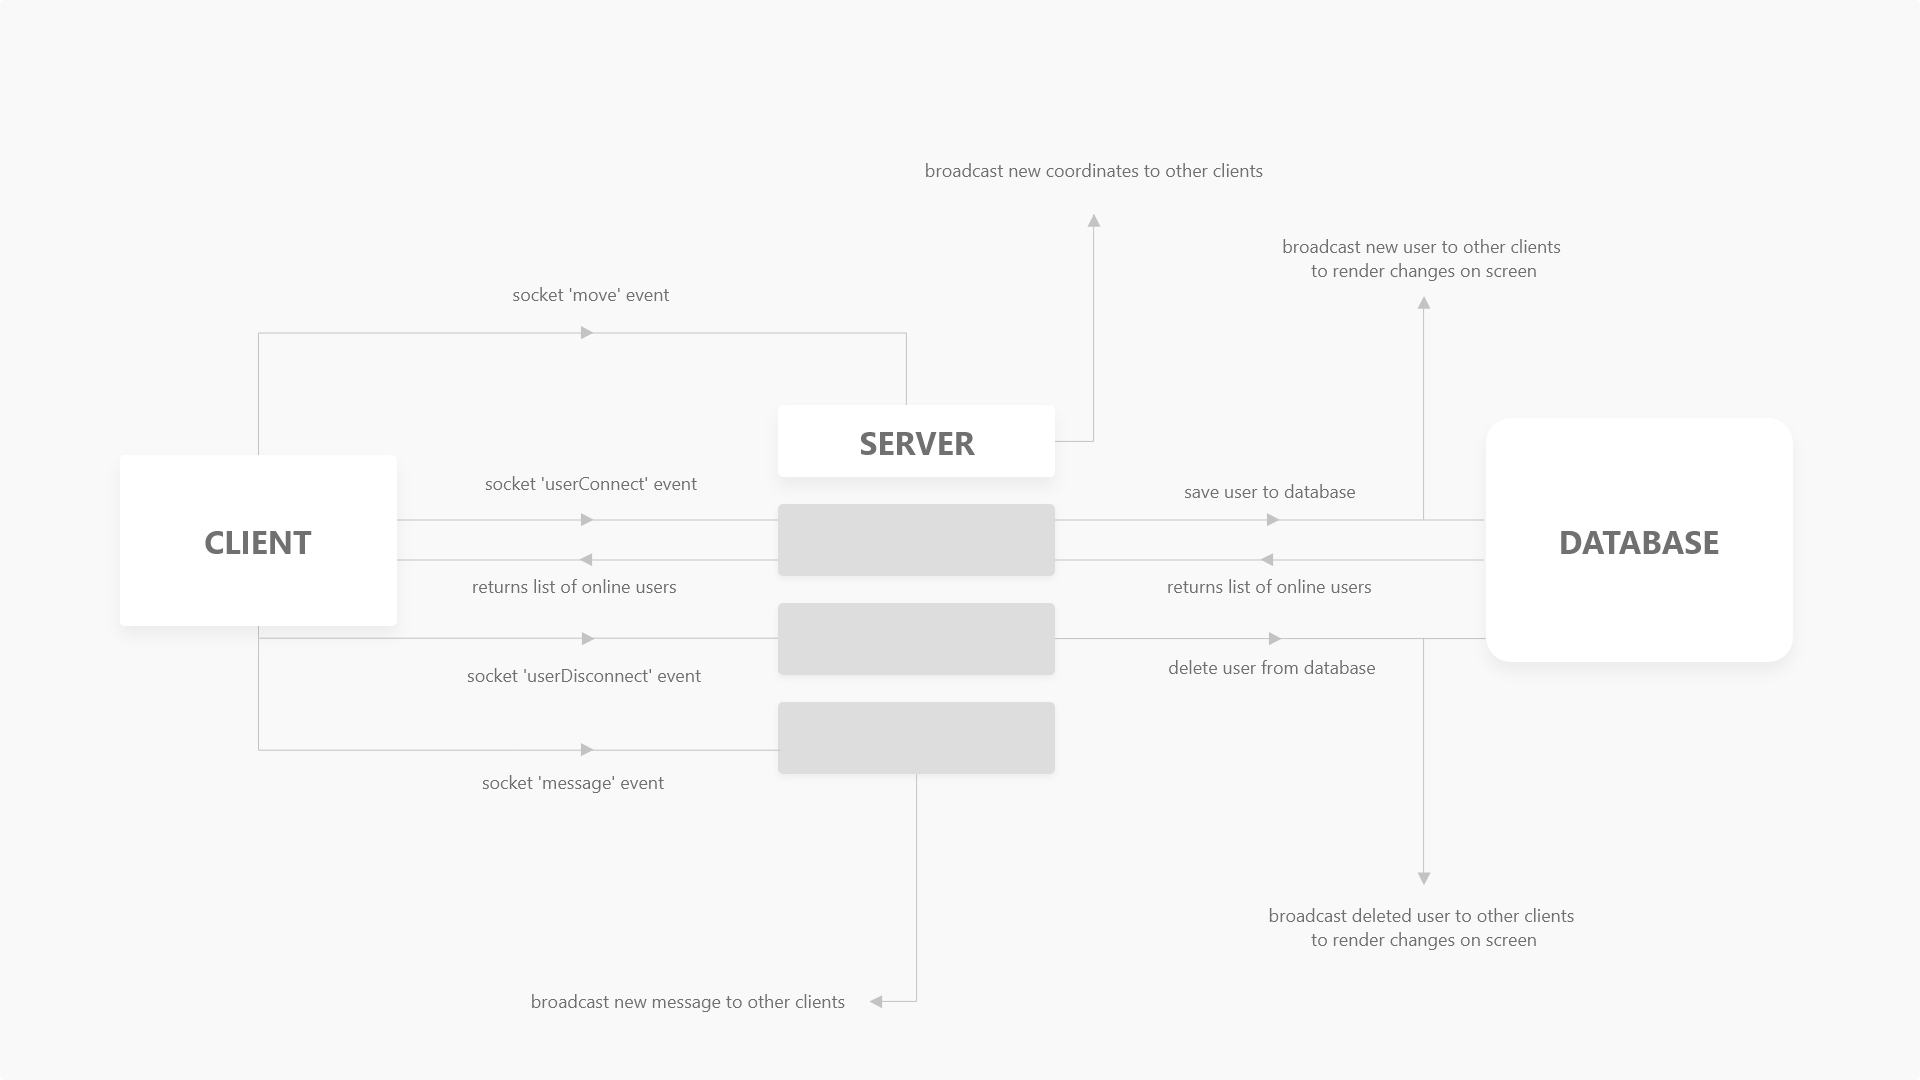 broadcast new coordinates to other clients
broadcast new user to other clients
to render changes on screen
socket 'move' event
SERVER
socket 'userConnect' event
save user to database
CLIENT
DATABASE
returns list of online users
returns list of online users
socket 'userDisconnect' event
delete user from database
socket 'message' event
broadcast deleted user to other clients
to render changes on screen
broadcast new message to other clients